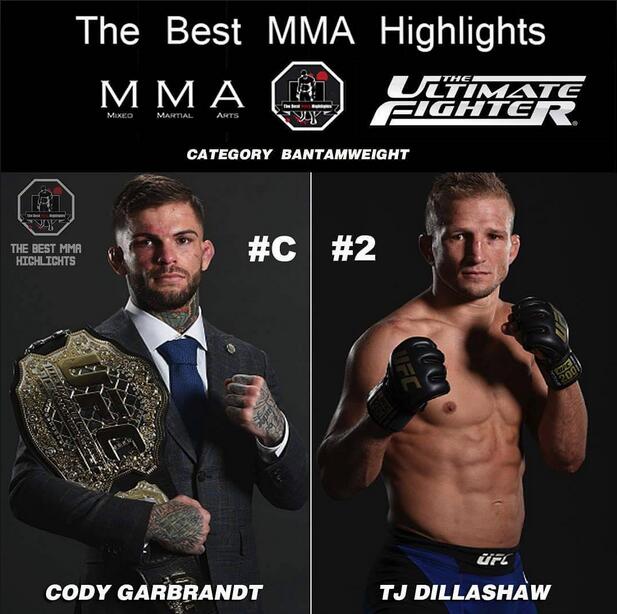 The Best MMA Highlights
MMA
MIXED MARTIAL ARTS
The Best MMA Highlights
THE
ULTIMATE
FIGHTER
CATEGORY BANTAMWEIGHT
THE BEST MMA
HIGHLIGHTS
#C
#2
UFC
UFC
UFC
CODY GARBRANDT
TJ DILLASHAW